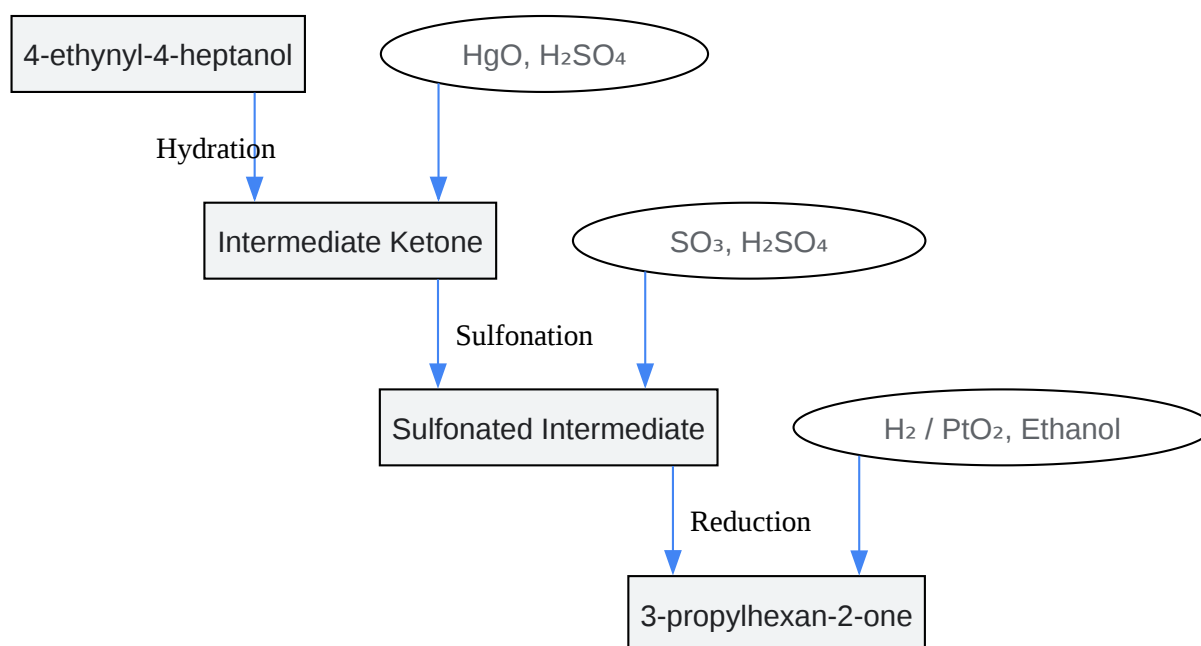 4-ethynyl-4-heptanol
HgO, H₂SO₄
Hydration
Intermediate Ketone
SO₃, H₂SO₄
Sulfonation
Sulfonated Intermediate
H₂ / PtO₂, Ethanol
Reduction
3-propylhexan-2-one